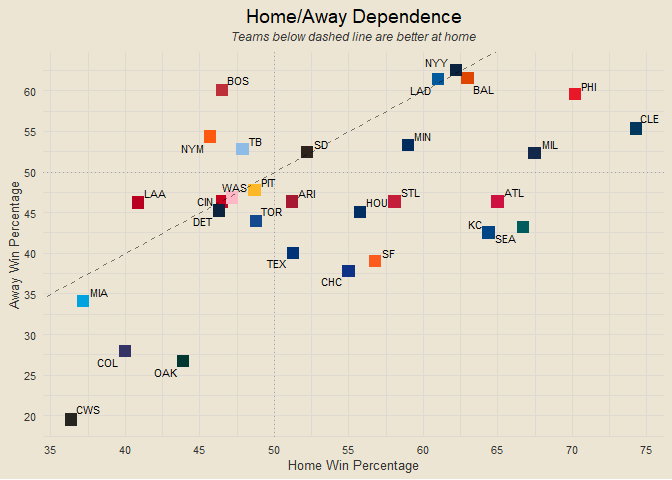 Home/Away Dependence
Teams below dashed line are better at home
Away Win Percentage
60
55
50
45
40
35
30
25
20
NYY
LAD
BAL
BOS
PHI
CLE
NYM
TB
SD
MIN
MIL
LAA
CIN
WAS
PIT
DET
TOR
ARI
HOU
STL
ATL
KC
SEA
TEX
CHC
SF
MIA
COL
OAK
CWS
35
40
45
50
55
60
65
70
75
Home Win Percentage